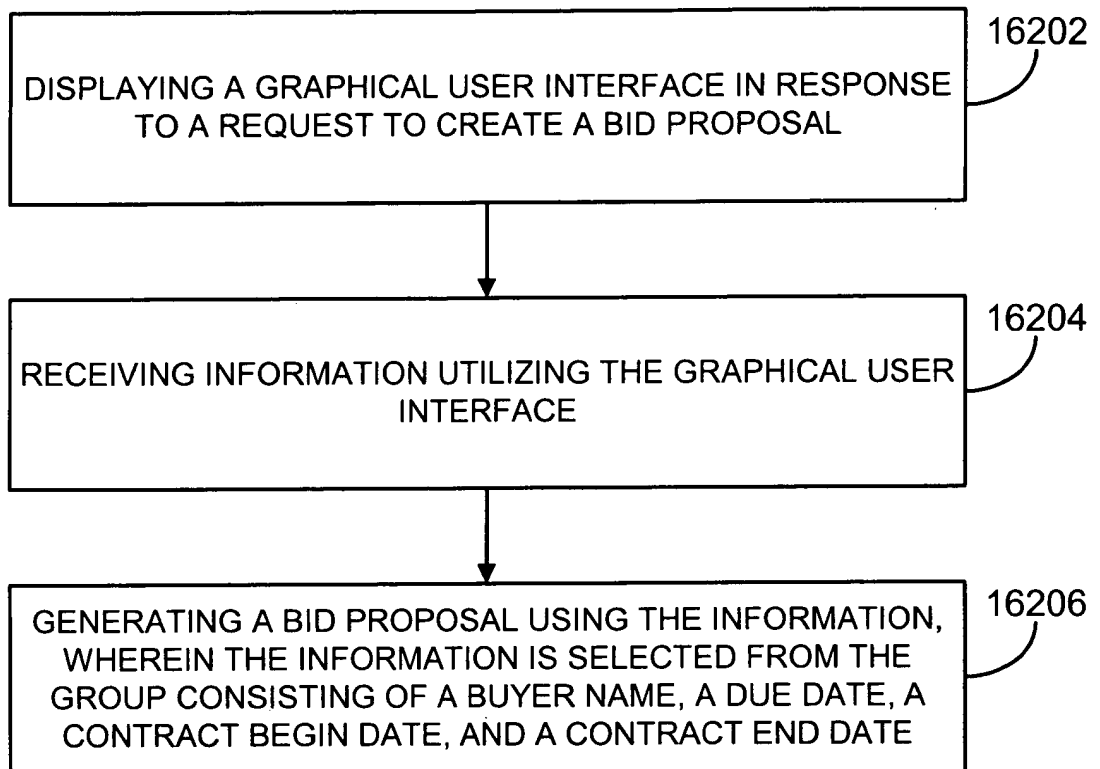 16202
DISPLAYING A GRAPHICAL USER INTERFACE IN RESPONSE
TO A REQUEST TO CREATE A BID PROPOSAL
16204
RECEIVING INFORMATION UTILIZING THE GRAPHICAL USER
INTERFACE
16206
GENERATING A BID PROPOSAL USING THE INFORMATION,
WHEREIN THE INFORMATION IS SELECTED FROM THE
GROUP CONSISTING OF A BUYER NAME, A DUE DATE, A
CONTRACT BEGIN DATE, AND A CONTRACT END DATE